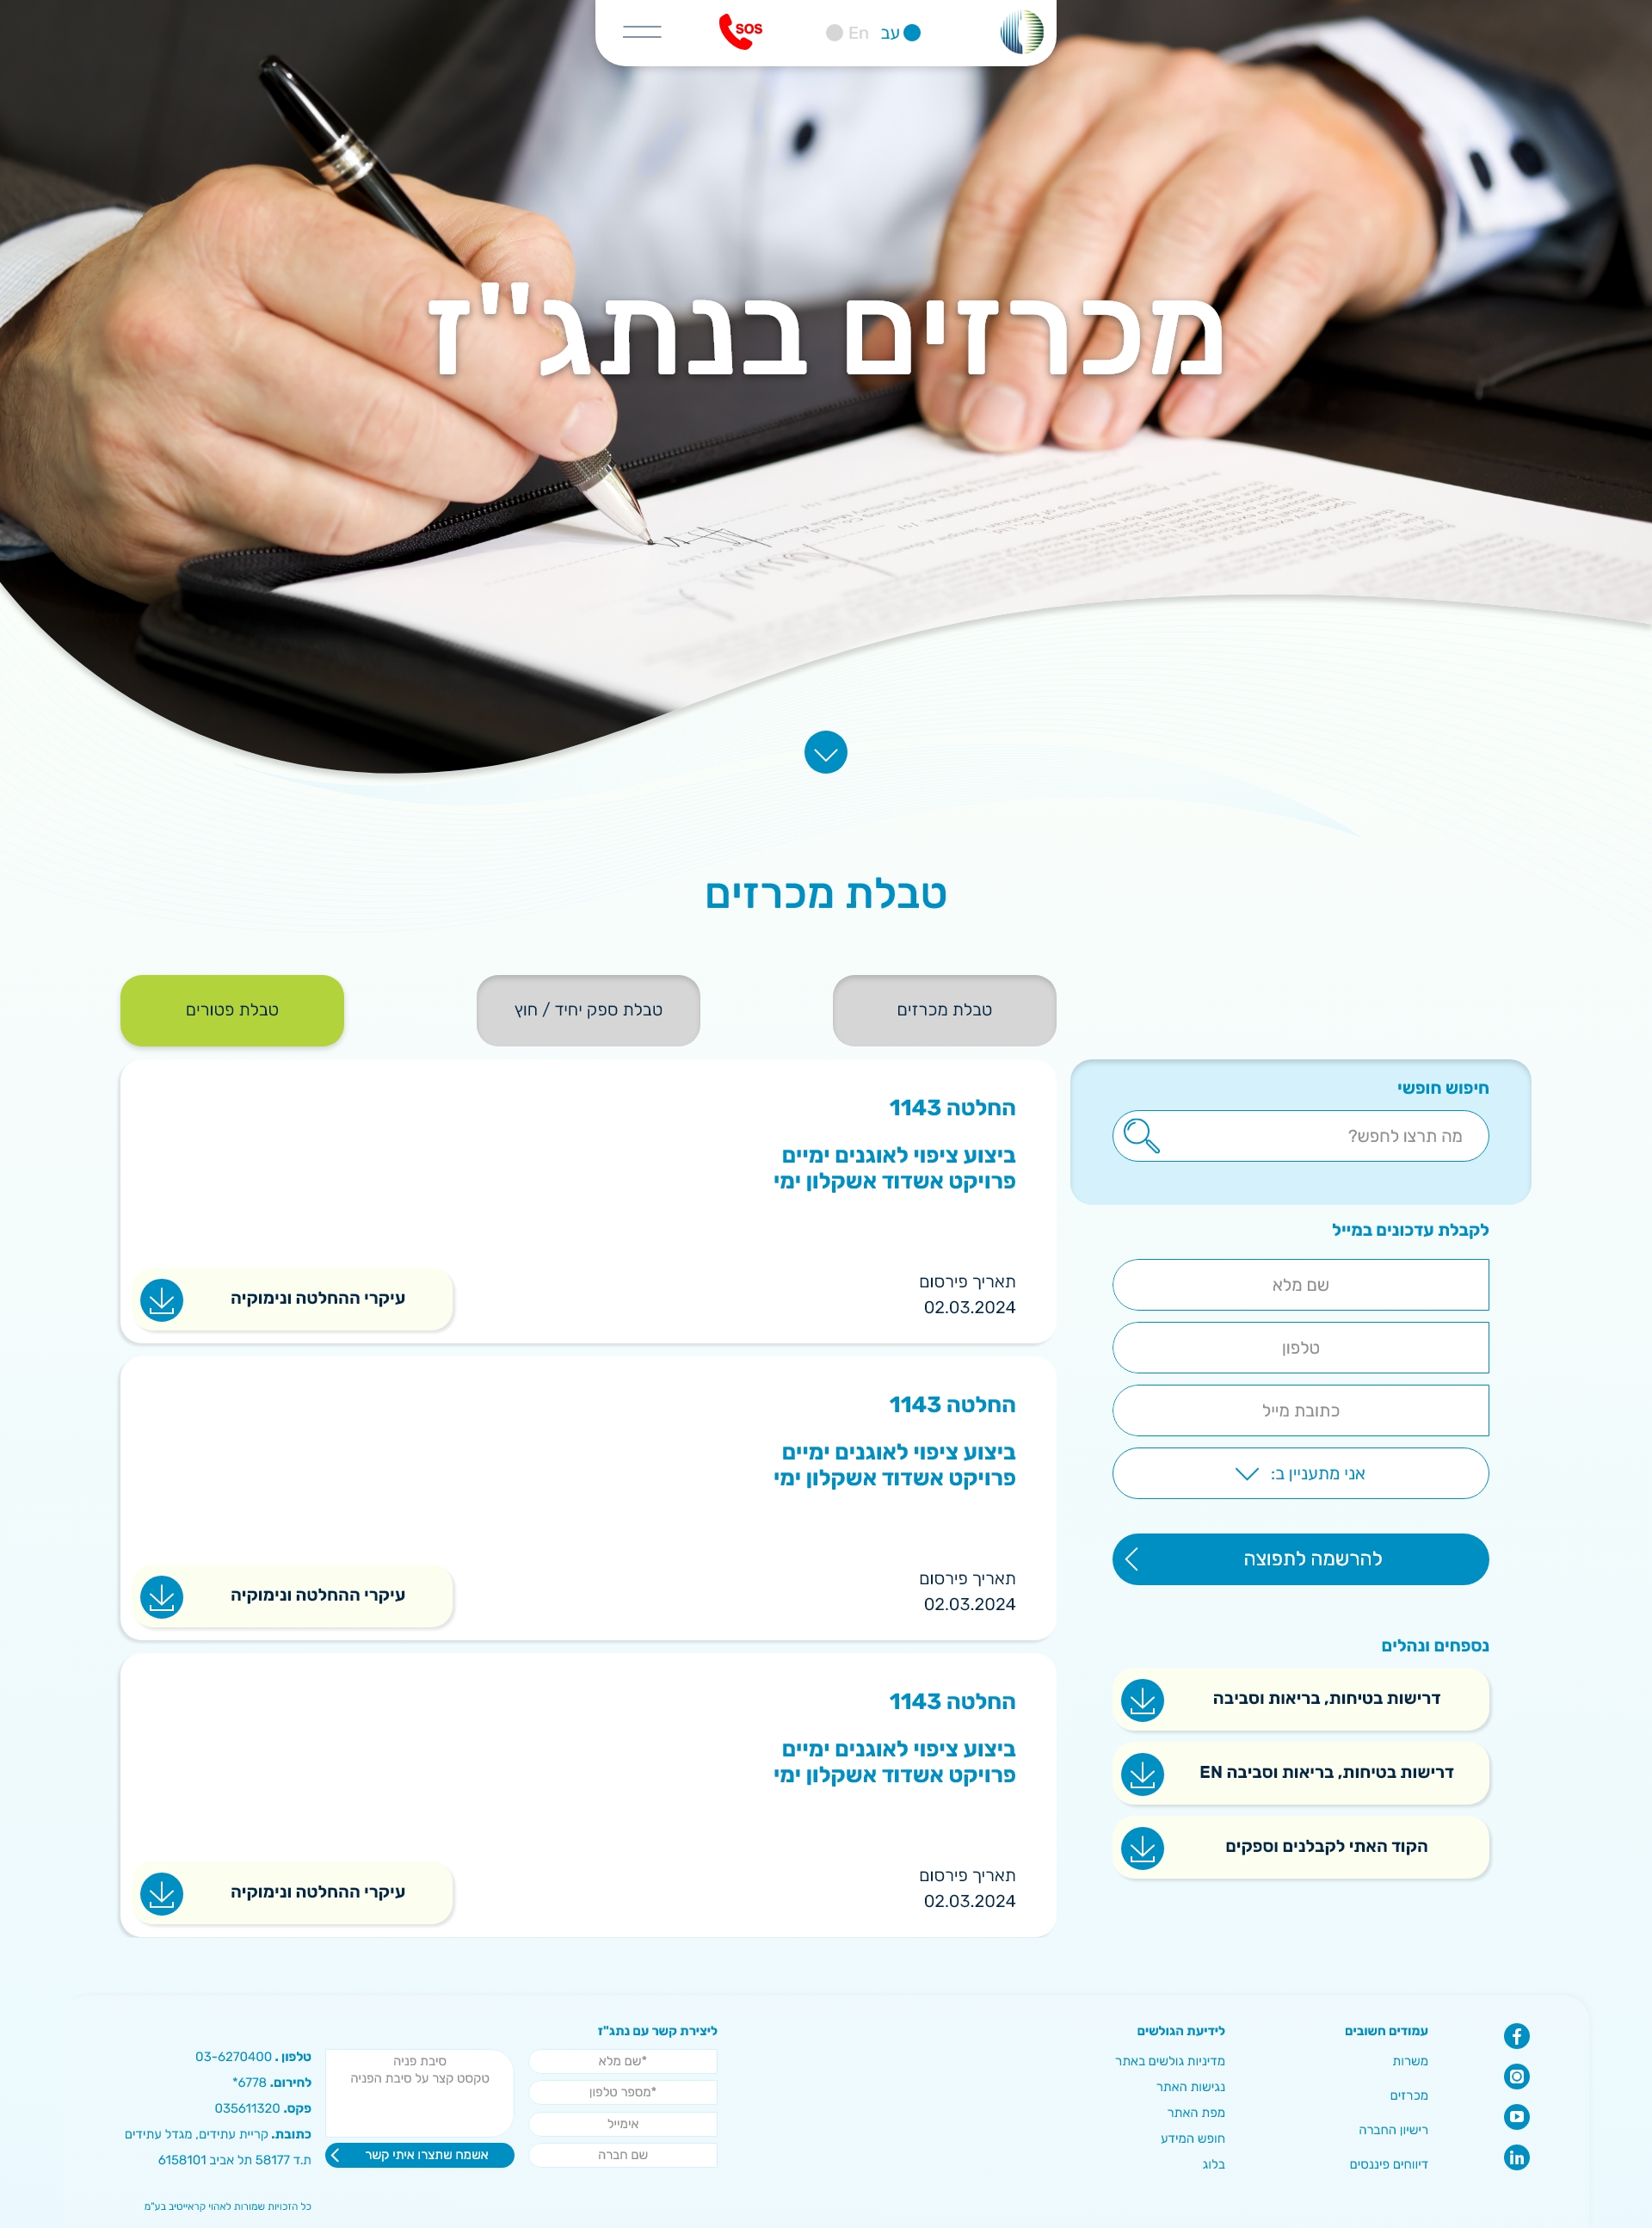 עב
En
SOS
מכרזים בנתג"ז
טבלת מכרזים
טבלת מכרזים
טבלת ספק יחיד / חוץ
טבלת פטורים
חיפוש חופשי
מה תרצו לחפש?
לקבלת עדכונים במייל
שם מלא
טלפון
כתובת מייל
אני מתעניין ב:
להרשמה לתפוצה
נספחים ונהלים
דרישות בטיחות, בריאות וסביבה
דרישות בטיחות, בריאות וסביבה EN
הקוד האתי לקבלנים וספקים
החלטה 1143
ביצוע ציפוי לאוגנים ימיים
פרויקט אשדוד אשקלון ימי
תאריך פירסום
02.03.2024
עיקרי ההחלטה ונימוקיה
החלטה 1143
ביצוע ציפוי לאוגנים ימיים
פרויקט אשדוד אשקלון ימי
תאריך פירסום
02.03.2024
עיקרי ההחלטה ונימוקיה
החלטה 1143
ביצוע ציפוי לאוגנים ימיים
פרויקט אשדוד אשקלון ימי
תאריך פירסום
02.03.2024
עיקרי ההחלטה ונימוקיה
עמודים חשובים
משרות
מכרזים
רישיון החברה
דיווחים פיננסים
לידיעת הגולשים
מדיניות גולשים באתר
נגישות האתר
מפת האתר
חופש המידע
בלוג
ליצירת קשר עם נתג"ז
*שם מלא
*מספר טלפון
אימייל
שם חברה
סיבת פניה
טקסט קצר על סיבת הפניה
אשמח שתצרו איתי קשר
טלפון . 03-6270400
לחירום. 6778*
פקס. 035611320
כתובת. קריית עתידים, מגדל עתידים
ת.ד 58177 תל אביב 6158101
כל הזכויות שמורות לאהוי קראייטיב בע"מ